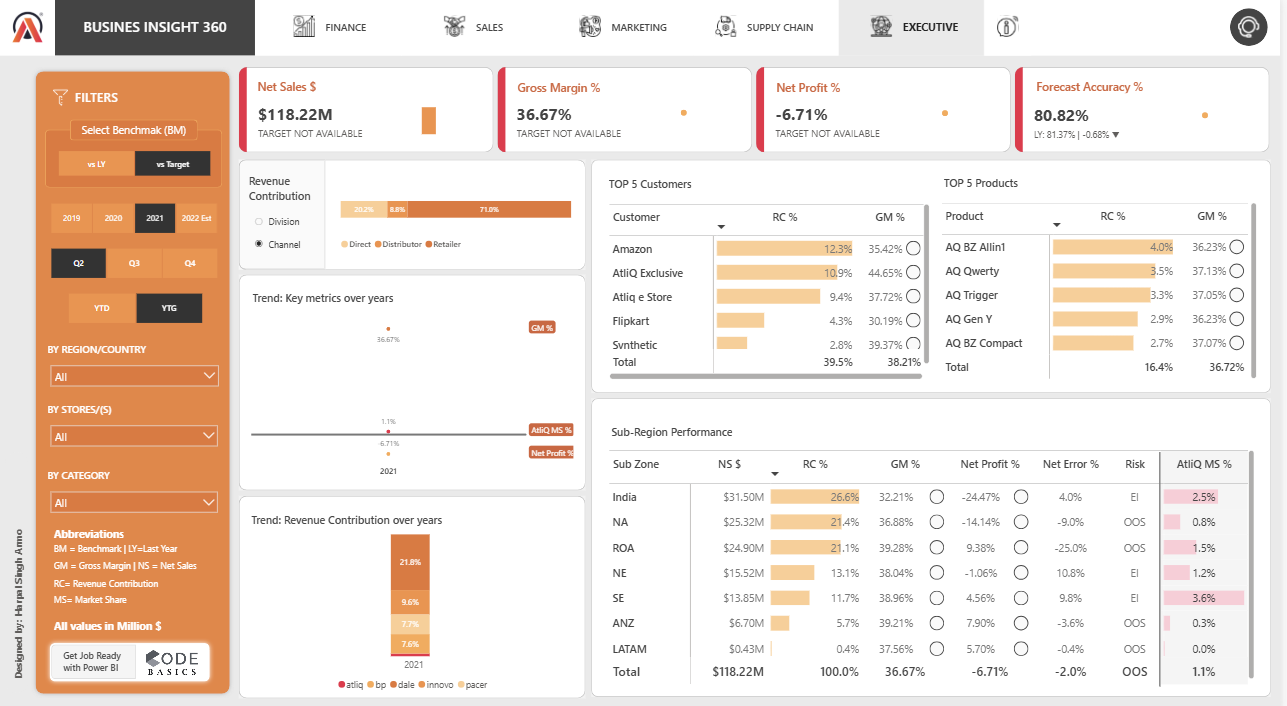 BUSINES INSIGHT 360
FINANCE
SALES
MARKETING
SUPPLY CHAIN
EXECUTIVE
FILTERS
Select Benchmak (BM)
vs LY
vs Target
2019
2020
2021
2022 Est
Q2
Q3
Q4
YTD
YTG
BY REGION/COUNTRY
All
BY STORES/(S)
All
BY CATEGORY
All
Abbreviations
BM = Benchmark | LY=Last Year
GM = Gross Margin | NS = Net Sales
RC= Revenue Contribution
MS= Market Share
All values in Million $
Get Job Ready
with Power BI
CODE
BASICS
Designed by: Harpal Singh Anno
Net Sales $
$118.22M
TARGET NOT AVAILABLE
Gross Margin %
36.67%
TARGET NOT AVAILABLE
Net Profit %
-6.71%
TARGET NOT AVAILABLE
Forecast Accuracy %
80.82%
LY: 81.37% | -0.68% ▼
Revenue
Contribution
Division
Channel
20.2%
8.8%
71.0%
Direct
Distributor
Retailer
Trend: Key metrics over years
36.67%
GM %
1.1%
AtliQ MS %
-6.71%
Net Profit %
2021
Trend: Revenue Contribution over years
21.8%
9.6%
7.7%
7.6%
2021
atliq
bp
dale
innovo
pacer
TOP 5 Customers
Customer RC % GM %
Amazon 12.3% 35.42%
AtliQ Exclusive 10.9% 44.65%
Atliq e Store 9.4% 37.72%
Flipkart 4.3% 30.19%
Synthetic 2.8% 39.37%
Total 39.5% 38.21%
TOP 5 Products
Product RC % GM %
AQ BZ Allin1 4.0% 36.23%
AQ Qwerty 3.5% 37.13%
AQ Trigger 3.3% 37.05%
AQ Gen Y 2.9% 36.23%
AQ BZ Compact 2.7% 37.07%
Total 16.4% 36.72%
Sub-Region Performance
Sub Zone NS $ RC % GM % Net Profit % Net Error % Risk AtliQ MS %
India $31.50M 26.6% 32.21% -24.47% 4.0% EI 2.5%
NA $25.32M 21.4% 36.88% -14.14% -9.0% OOS 0.8%
ROA $24.90M 21.1% 39.28% 9.38% -25.0% OOS 1.5%
NE $15.52M 13.1% 38.04% -1.06% 10.8% EI 1.2%
SE $13.85M 11.7% 38.96% 4.56% 9.8% EI 3.6%
ANZ $6.70M 5.7% 39.21% 7.90% -3.6% OOS 0.3%
LATAM $0.43M 0.4% 37.56% 5.70% -0.4% OOS 0.0%
Total $118.22M 100.0% 36.67% -6.71% -2.0% OOS 1.1%